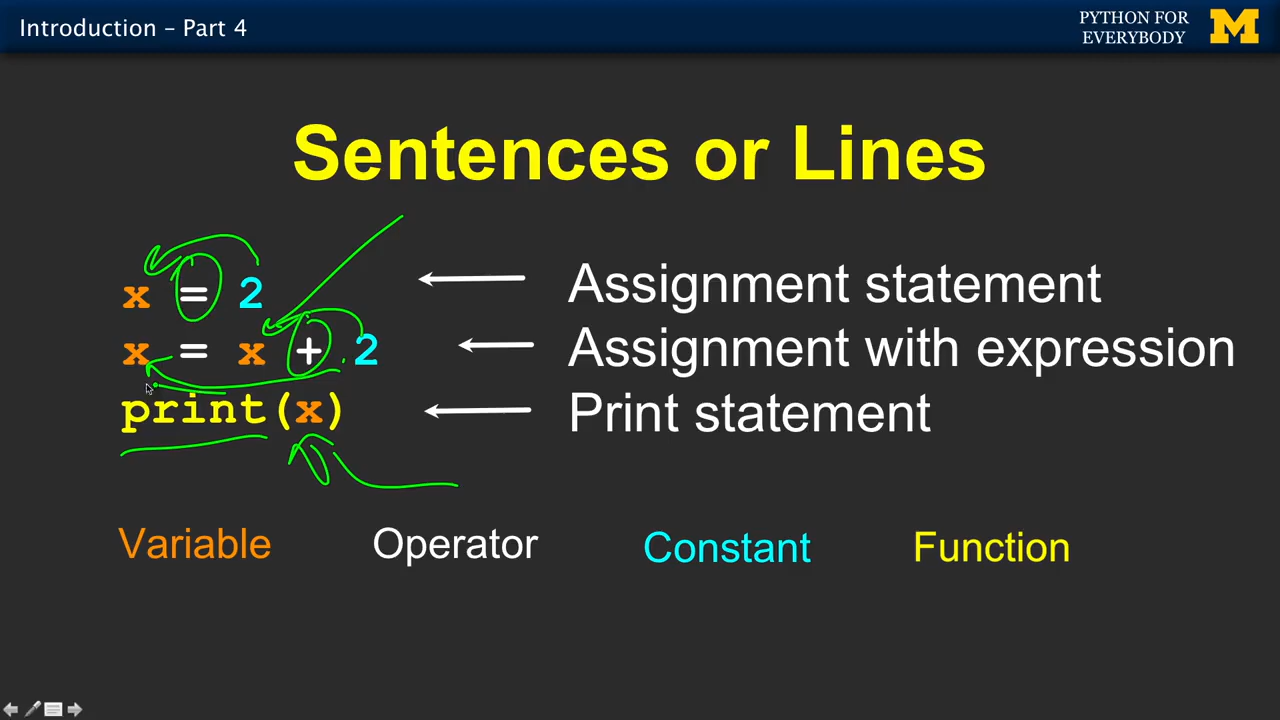 Introduction – Part 4
PYTHON FOR
EVERYBODY
M
Sentences or Lines
x = 2
Assignment statement
x = x + 2
Assignment with expression
print(x)
Print statement
Variable
Operator
Constant
Function